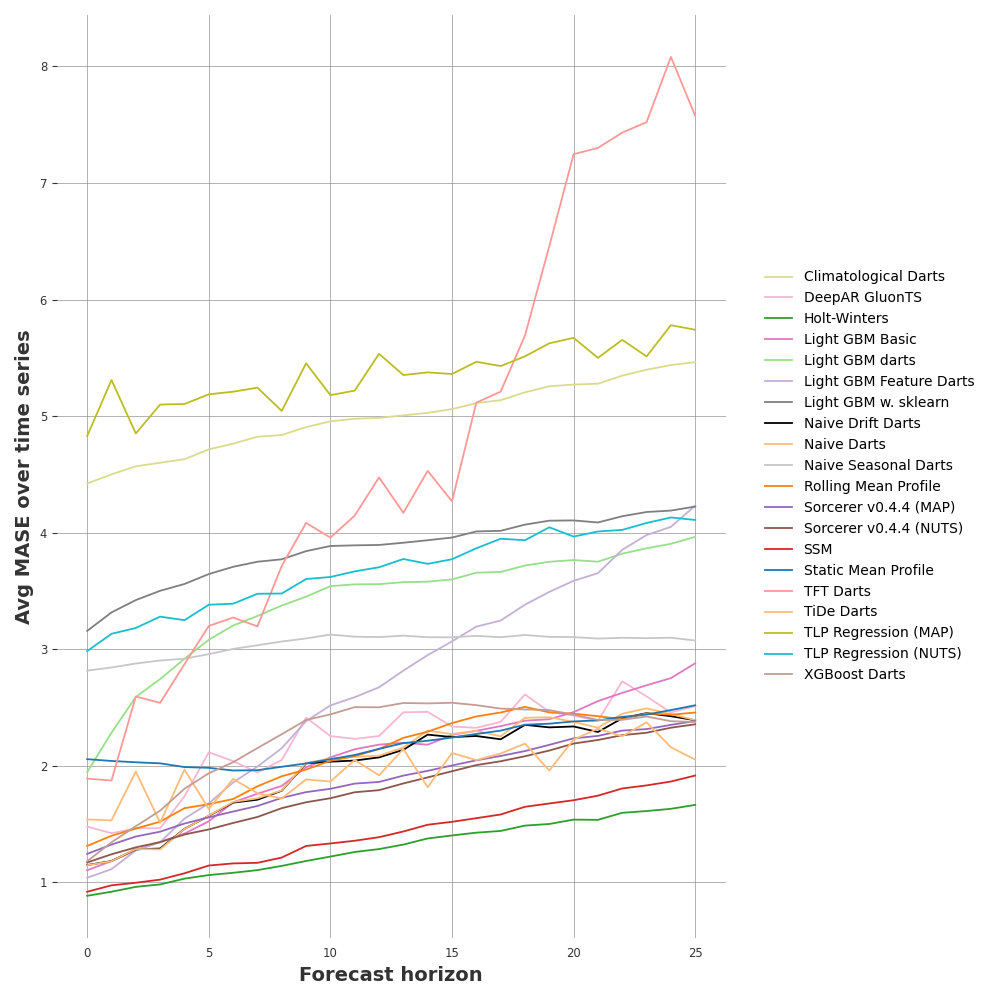 8
7
6
5
4
3
2
1
0 5 10 15 20 25
Avg MASE over time series
Forecast horizon
Climatological Darts
DeepAR GluonTS
Holt-Winters
Light GBM Basic
Light GBM darts
Light GBM Feature Darts
Light GBM w. sklearn
Naive Drift Darts
Naive Darts
Naive Seasonal Darts
Rolling Mean Profile
Sorcerer v0.4.4 (MAP)
Sorcerer v0.4.4 (NUTS)
SSM
Static Mean Profile
TFT Darts
TiDe Darts
TLP Regression (MAP)
TLP Regression (NUTS)
XGBoost Darts